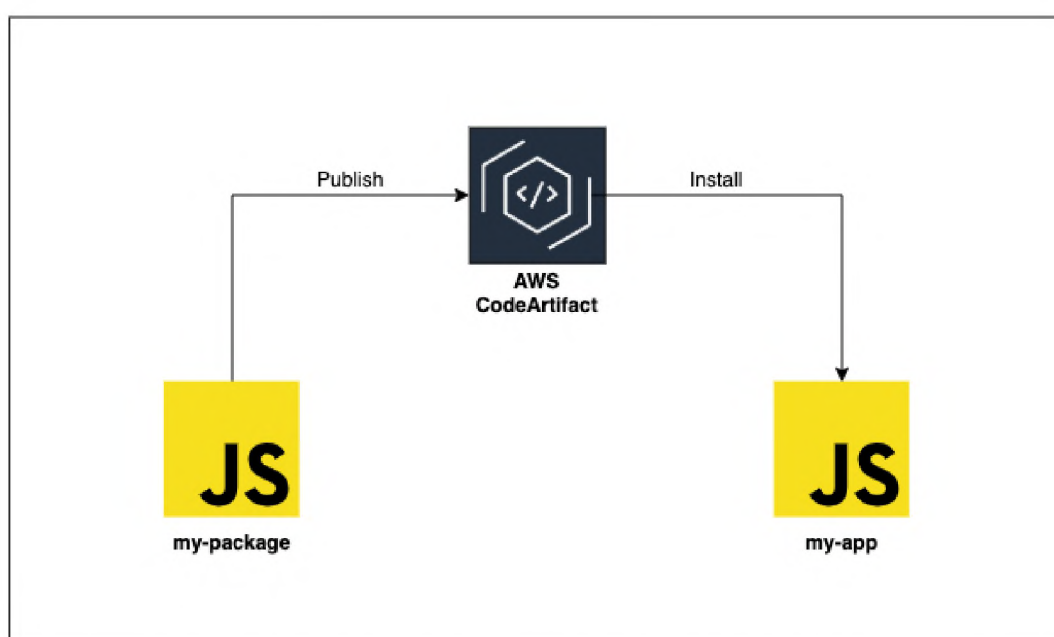 Publish
Install
</>
AWS
CodeArtifact
JS
JS
my-package
my-app